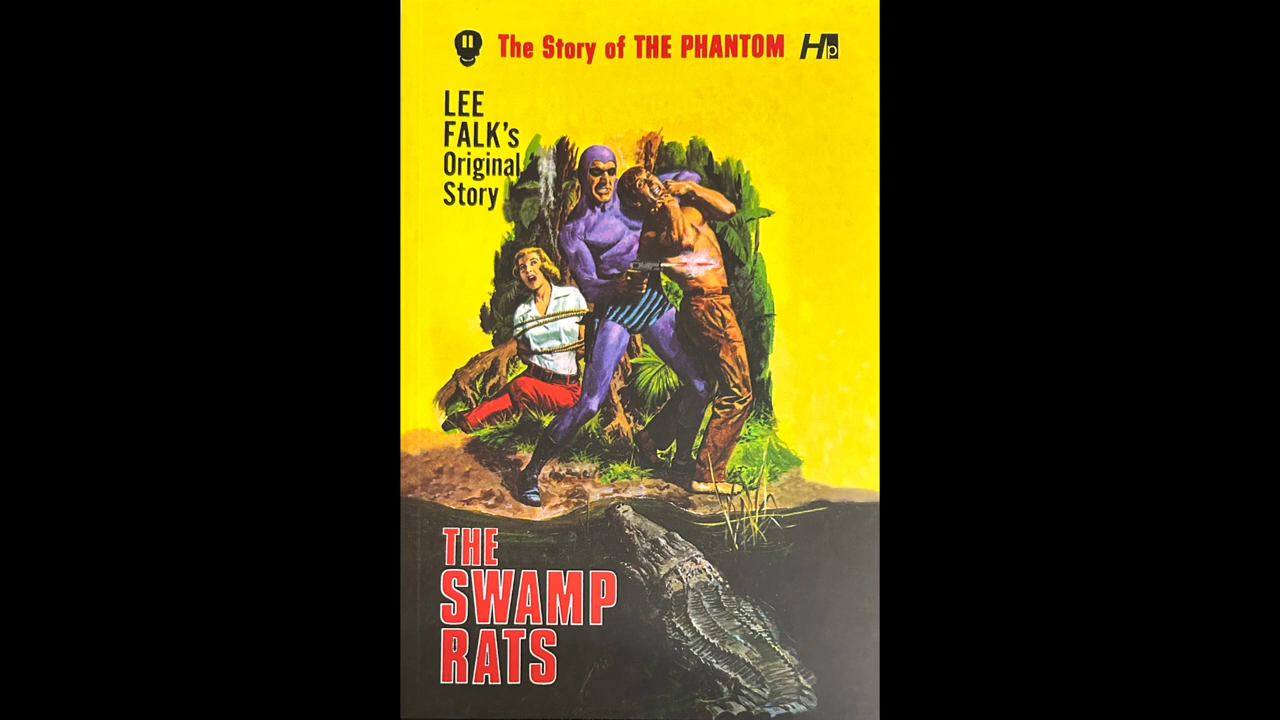 The Story of THE PHANTOM Hp
LEE
FALK's
Original
Story
THE
SWAMP
RATS